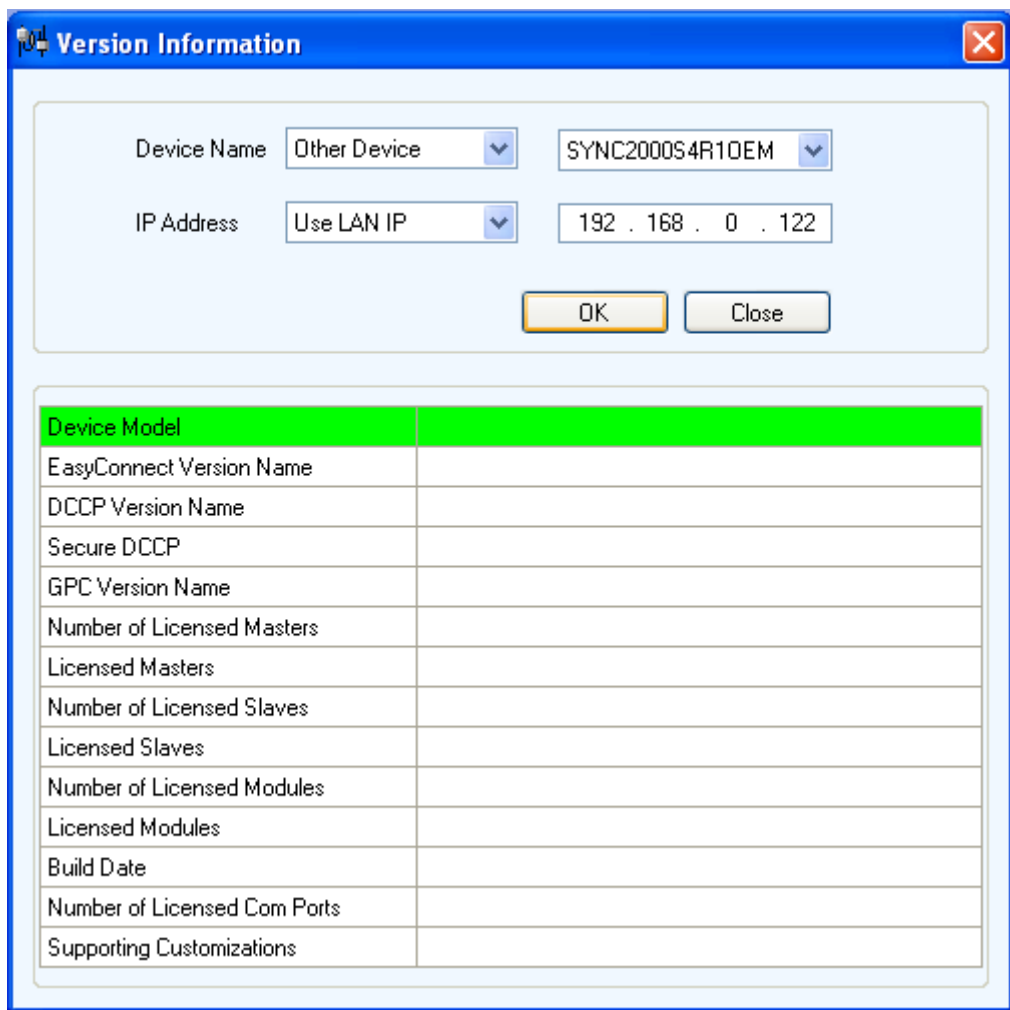 Version Information
Device Name Other Device SYNC2000S4R1OEM
IP Address Use LAN IP 192 . 168 . 0 . 122
OK Close
Device Model
EasyConnect Version Name
DCCP Version Name
Secure DCCP
GPC Version Name
Number of Licensed Masters
Licensed Masters
Number of Licensed Slaves
Licensed Slaves
Number of Licensed Modules
Licensed Modules
Build Date
Number of Licensed Com Ports
Supporting Customizations